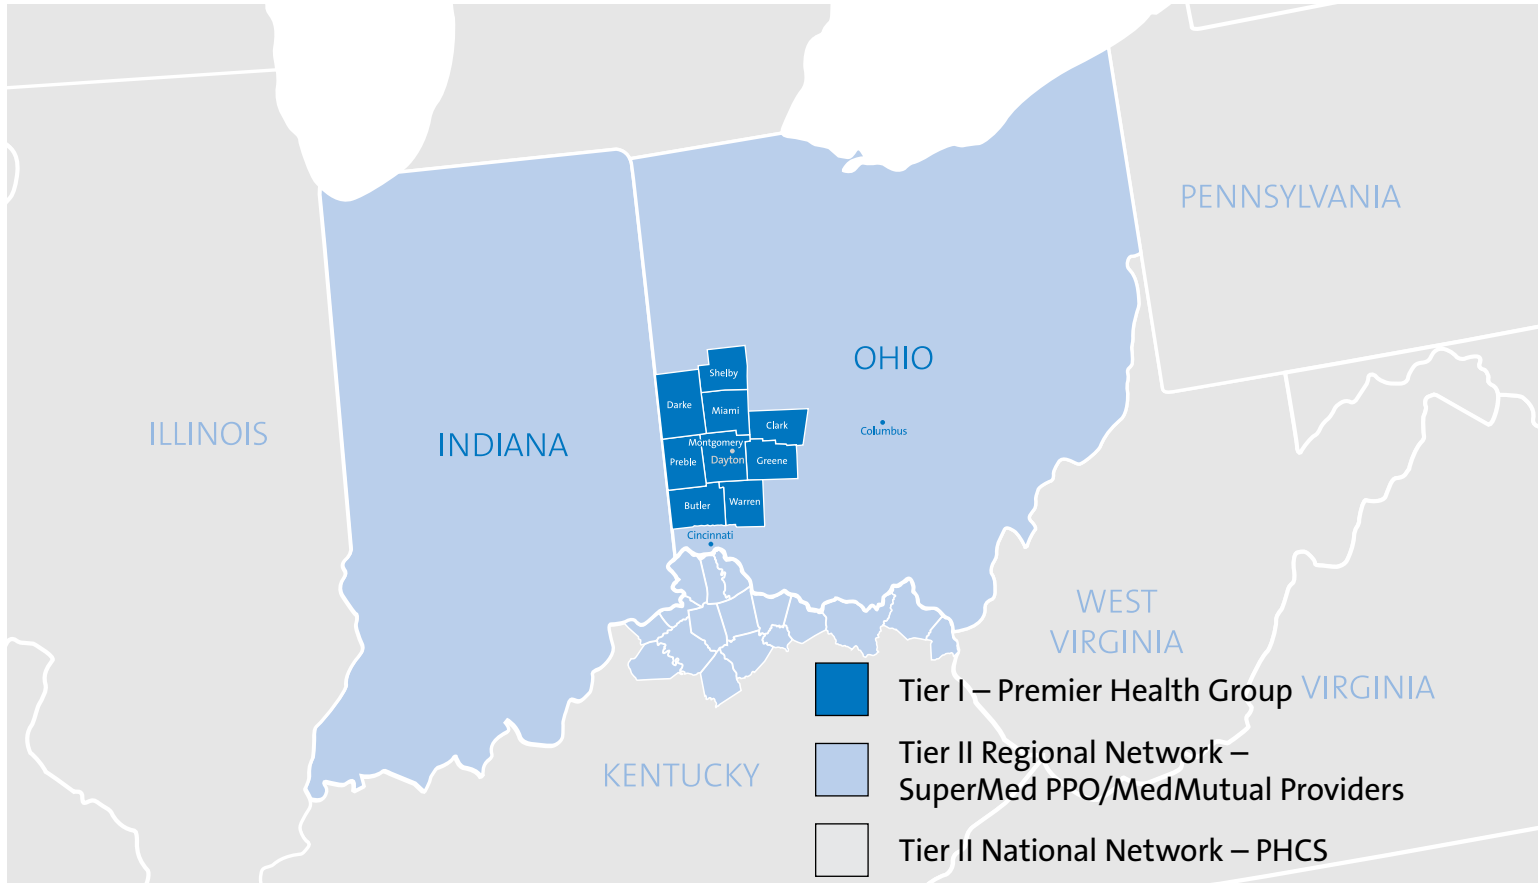 PENNSYLVANIA
OHIO
Shelby
Darke
Miami
Clark
Columbus
ILLINOIS
INDIANA
Montgomery
Preble
Dayton
Greene
Butler
Warren
Cincinnati
WEST
VIRGINIA
VIRGINIA
KENTUCKY
Tier I – Premier Health Group
Tier II Regional Network –
SuperMed PPO/MedMutual Providers
Tier II National Network – PHCS